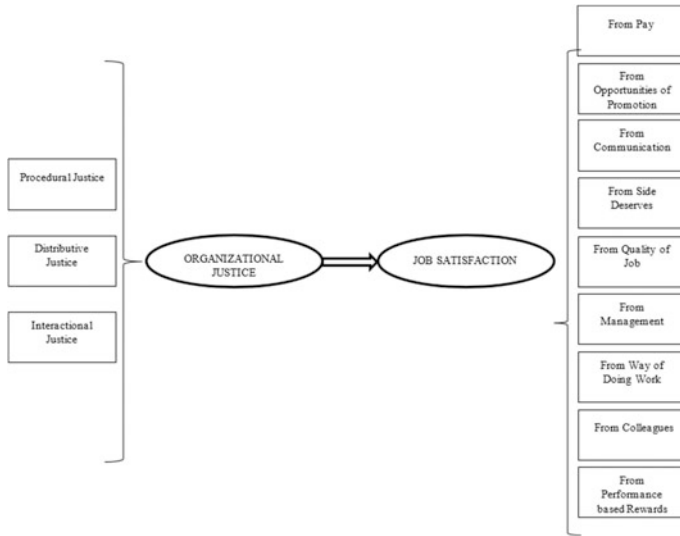 Procedural Justice
Distributive
Justice
Interactional
Justice
ORGANIZATIONAL
JUSTICE
JOB SATISFACTION
From Pay
From
Opportunities of
Promotion
From
Communication
From Side
Deserves
From Quality of
Job
From
Management
From Way of
Doing Work
From Colleagues
From
Performance
based Rewards